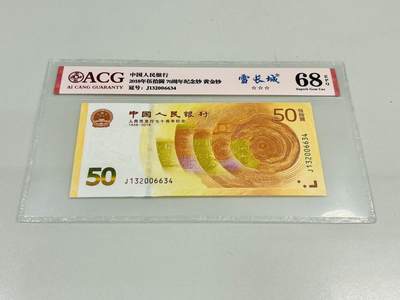 ACG
Ai CANG GUARANTY
中国人民银行
2018年伍拾圆 70周年纪念钞 黄金钞
冠号: J132006634
雪长城
☆☆☆
68
EPQ
Superb Gem Unc
中国人民银行
人民币发行七十周年纪念
1948-2018
50
伍拾圆
J132006634
50
J132006634